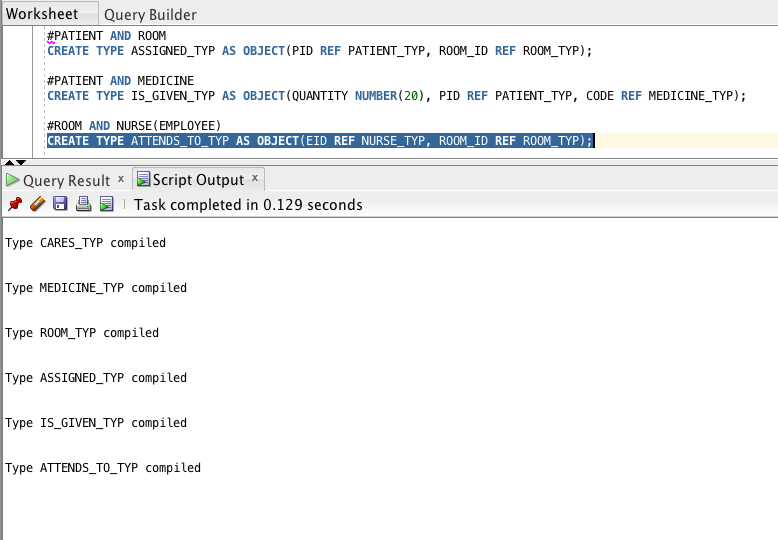 Worksheet Query Builder
#PATIENT AND ROOM
CREATE TYPE ASSIGNED_TYP AS OBJECT(PID REF PATIENT_TYP, ROOM_ID REF ROOM_TYP);
#PATIENT AND MEDICINE
CREATE TYPE IS_GIVEN_TYP AS OBJECT(QUANTITY NUMBER(20), PID REF PATIENT_TYP, CODE REF MEDICINE_TYP);
#ROOM AND NURSE(EMPLOYEE)
CREATE TYPE ATTENDS_TO_TYP AS OBJECT(EID REF NURSE_TYP, ROOM_ID REF ROOM_TYP);
Query Result x Script Output x
Task completed in 0.129 seconds
Type CARES_TYP compiled
Type MEDICINE_TYP compiled
Type ROOM_TYP compiled
Type ASSIGNED_TYP compiled
Type IS_GIVEN_TYP compiled
Type ATTENDS_TO_TYP compiled